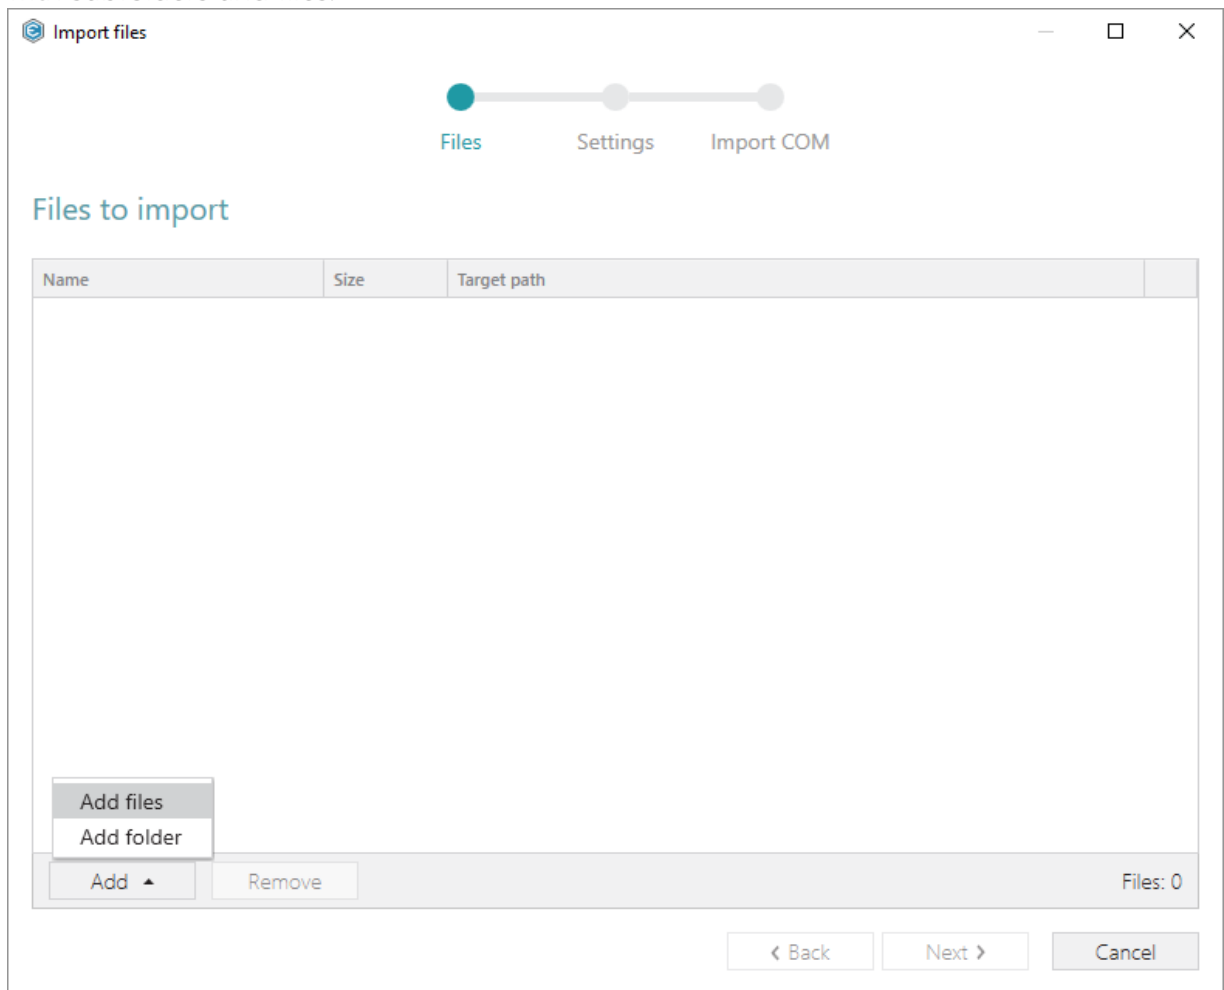 Import files
Files Settings Import COM
Files to import
Name Size Target path
Add files
Add folder
Add Remove Files: 0
Back Next Cancel